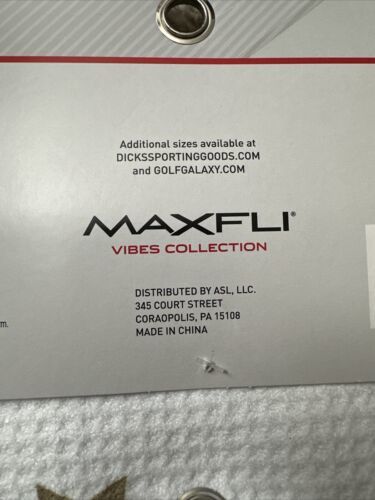 Additional sizes available at
DICKSSPORTINGGOODS.COM
and GOLFGALAXY.COM
MAXFLI®
VIBES COLLECTION
DISTRIBUTED BY ASL, LLC.
345 COURT STREET
CORAOPOLIS, PA 15108
MADE IN CHINA